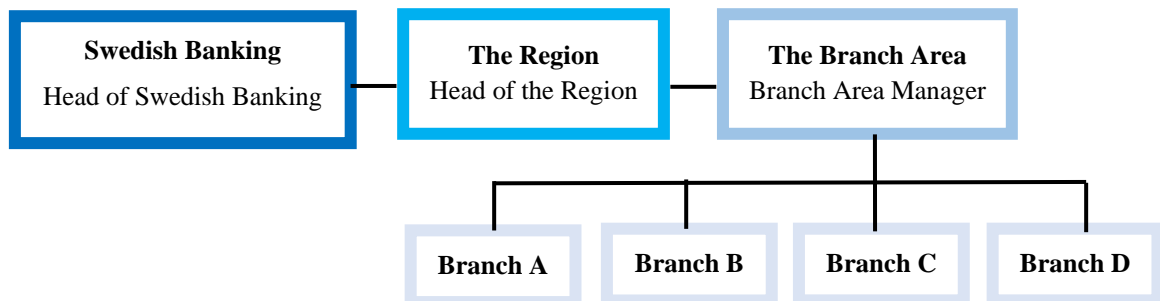 Swedish Banking
Head of Swedish Banking
The Region
Head of the Region
The Branch Area
Branch Area Manager
Branch A
Branch B
Branch C
Branch D